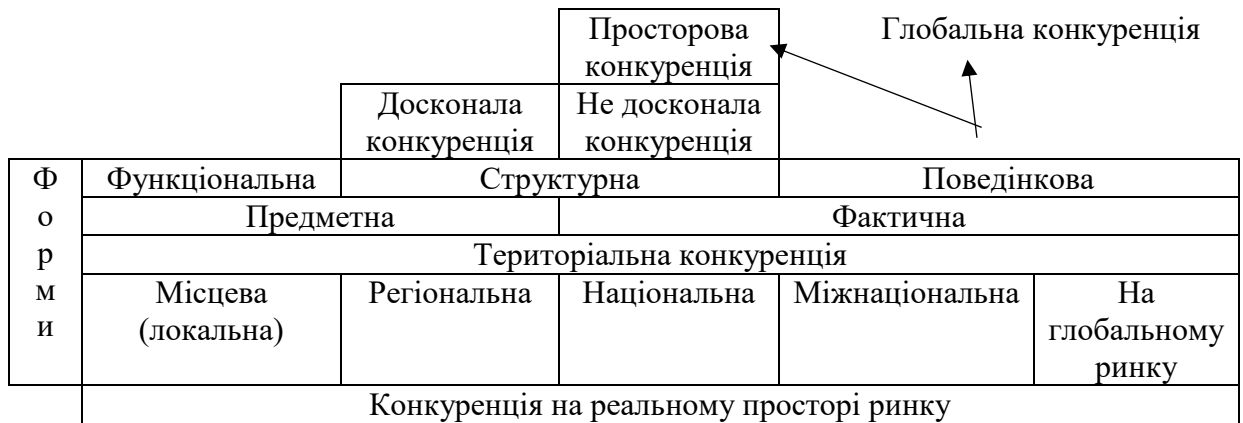 Просторова конкуренція
Глобальна конкуренція
Досконала конкуренція
Не досконала конкуренція
Форми
Функціональна
Структурна
Поведінкова
Предметна
Фактична
Територіальна конкуренція
Місцева (локальна)
Регіональна
Національна
Міжнаціональна
На глобальному ринку
Конкуренція на реальному просторі ринку